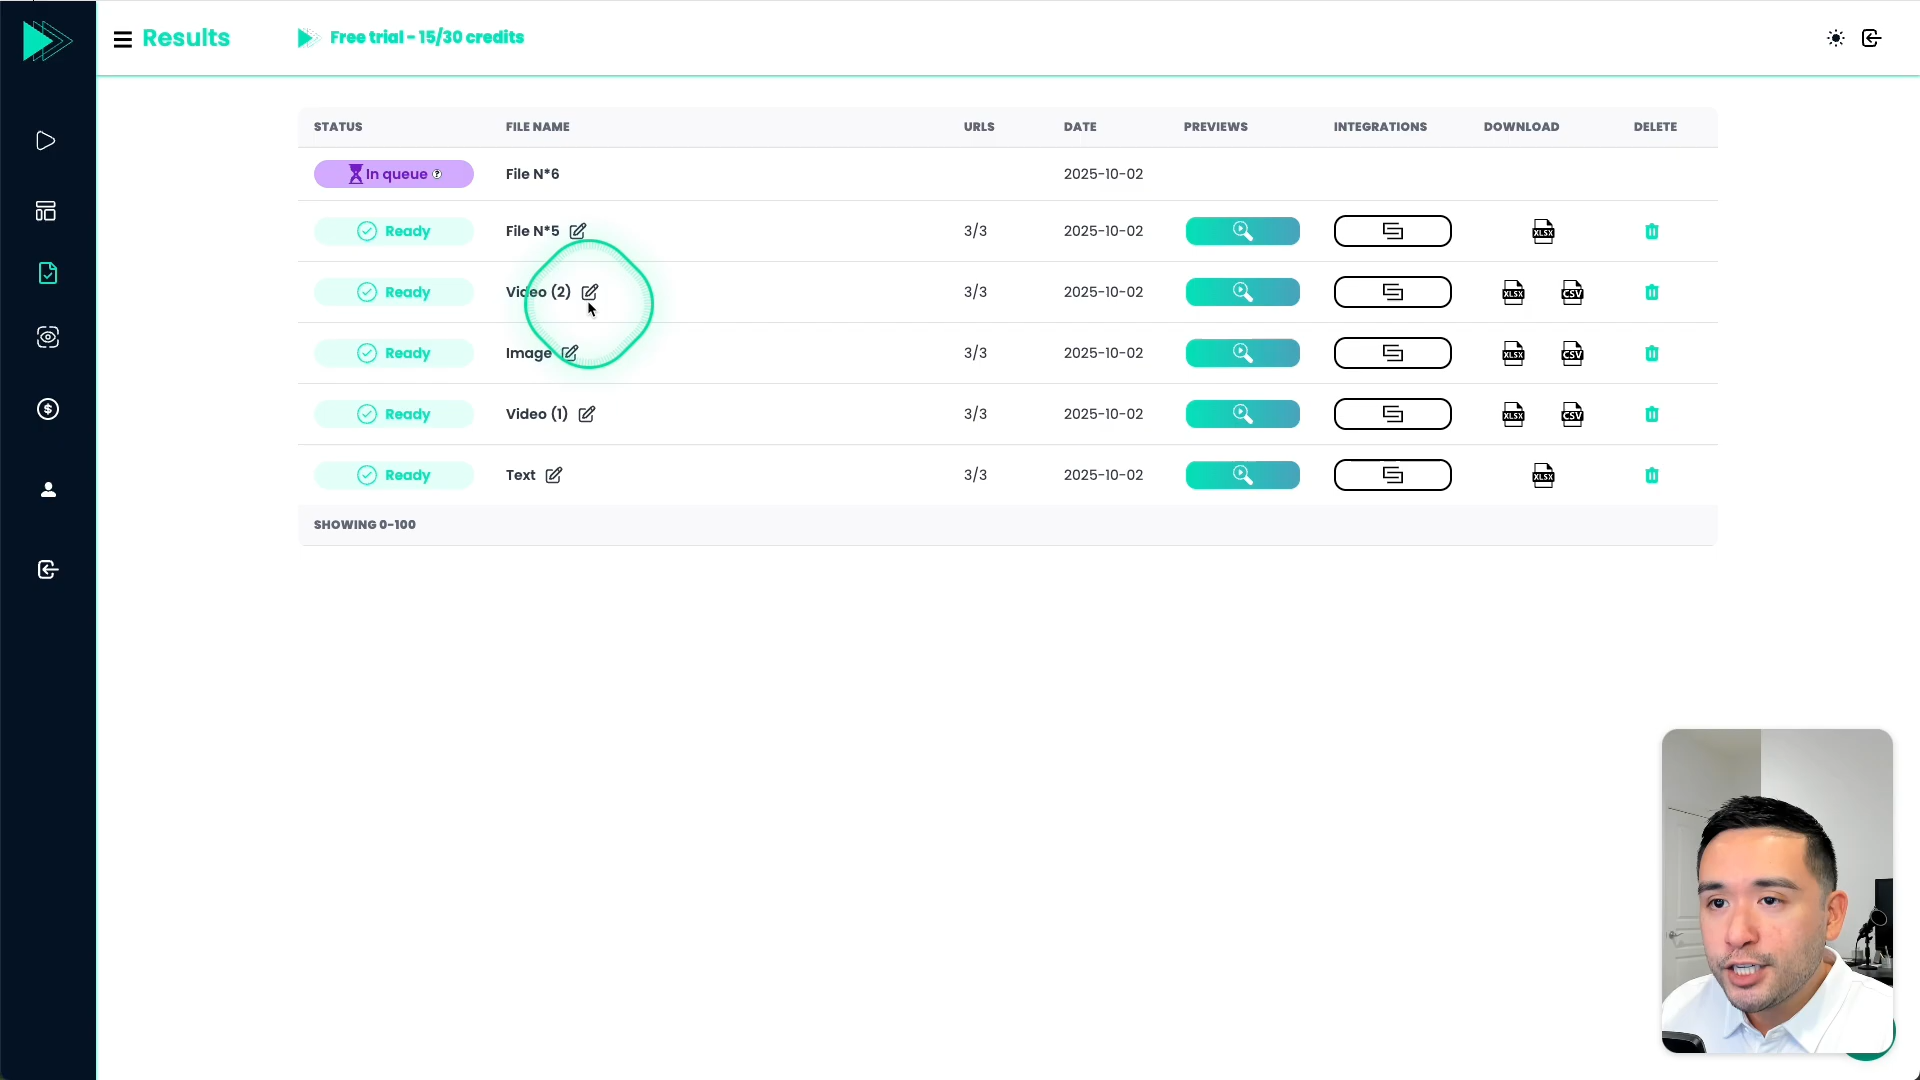 Results
Free trial - 15/30 credits
STATUS FILE NAME URLS DATE PREVIEWS INTEGRATIONS DOWNLOAD DELETE
In queue ? File N*6 2025-10-02
Ready File N*5 3/3 2025-10-02 XLSX
Ready Video (2) 3/3 2025-10-02 XLSX CSV
Ready Image 3/3 2025-10-02 XLSX CSV
Ready Video (1) 3/3 2025-10-02 XLSX CSV
Ready Text 3/3 2025-10-02 XLSX
SHOWING 0-100